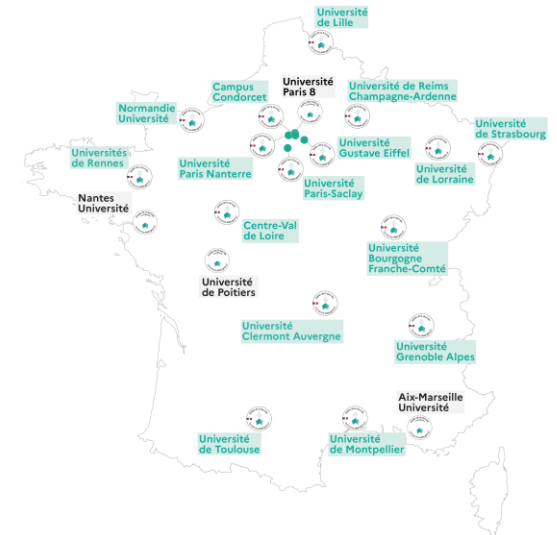 Université
de Lille
Campus
Condorcet
Université
Paris 8
Université de Reims
Champagne-Ardenne
Normandie
Université
Université
de Strasbourg
Universités
de Rennes
Université
Paris Nanterre
Université
Gustave Eiffel
Université
de Lorraine
Université
Paris-Saclay
Nantes
Université
Centre-Val
de Loire
Université
Bourgogne
Franche-Comté
Université
de Poitiers
Université
Clermont Auvergne
Université
Grenoble Alpes
Aix-Marseille
Université
Université
de Toulouse
Université
de Montpellier